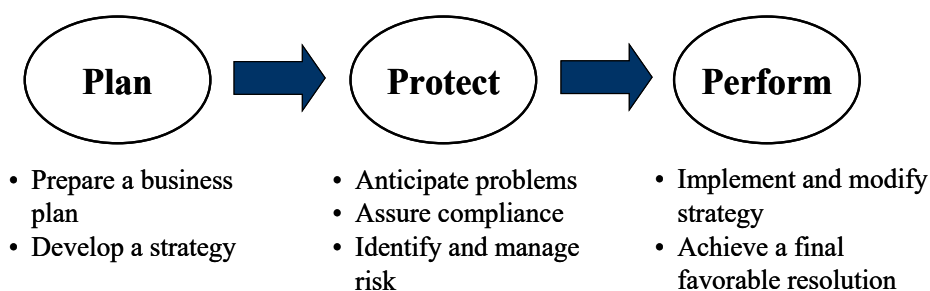 Plan
Protect
Perform
• Prepare a business
plan
• Develop a strategy
• Anticipate problems
• Assure compliance
• Identify and manage
risk
• Implement and modify
strategy
• Achieve a final
favorable resolution